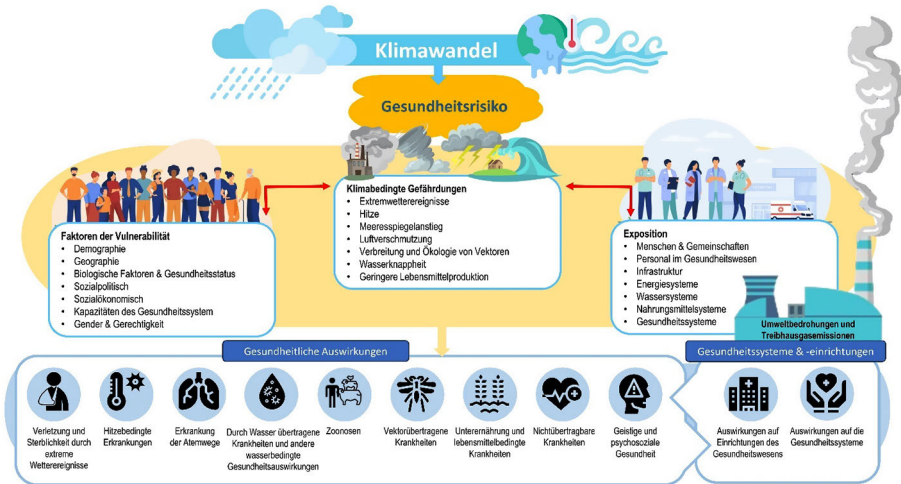 Klimawandel
Gesundheitsrisiko
Klimabedingte Gefährdungen
• Extremwetterereignisse
• Hitze
• Meeresspiegelanstieg
• Luftverschmutzung
• Verbreitung und Ökologie von Vektoren
• Wasserknappheit
• Geringere Lebensmittelproduktion
Faktoren der Vulnerabilität
• Demographie
• Geographie
• Biologische Faktoren & Gesundheitsstatus
• Sozialpolitisch
• Sozialökonomisch
• Kapazitäten des Gesundheitssystem
• Gender & Gerechtigkeit
Exposition
• Menschen & Gemeinschaften
• Personal im Gesundheitswesen
• Infrastruktur
• Energiesysteme
• Wassersysteme
• Nahrungsmittelsysteme
• Gesundheitssysteme
Umweltbedrohungen und
Treibhausgasemissionen
Gesundheitliche Auswirkungen
Verletzung und
Sterblichkeit durch
extreme
Wetterereignisse
Hitzebedingte
Erkrankungen
Erkrankung
der Atemwege
Durch Wasser übertragene
Krankheiten und andere
wasserbedingte
Gesundheitsauswirkungen
Zoonosen
Vektorübertragene
Krankheiten
Unterernährung und
lebensmittelbedingte
Krankheiten
Nichtübertragbare
Krankheiten
Geistige und
psychosoziale
Gesundheit
Gesundheitssysteme & -einrichtungen
Auswirkungen auf
Einrichtungen des
Gesundheitswesens
Auswirkungen auf die
Gesundheitssysteme